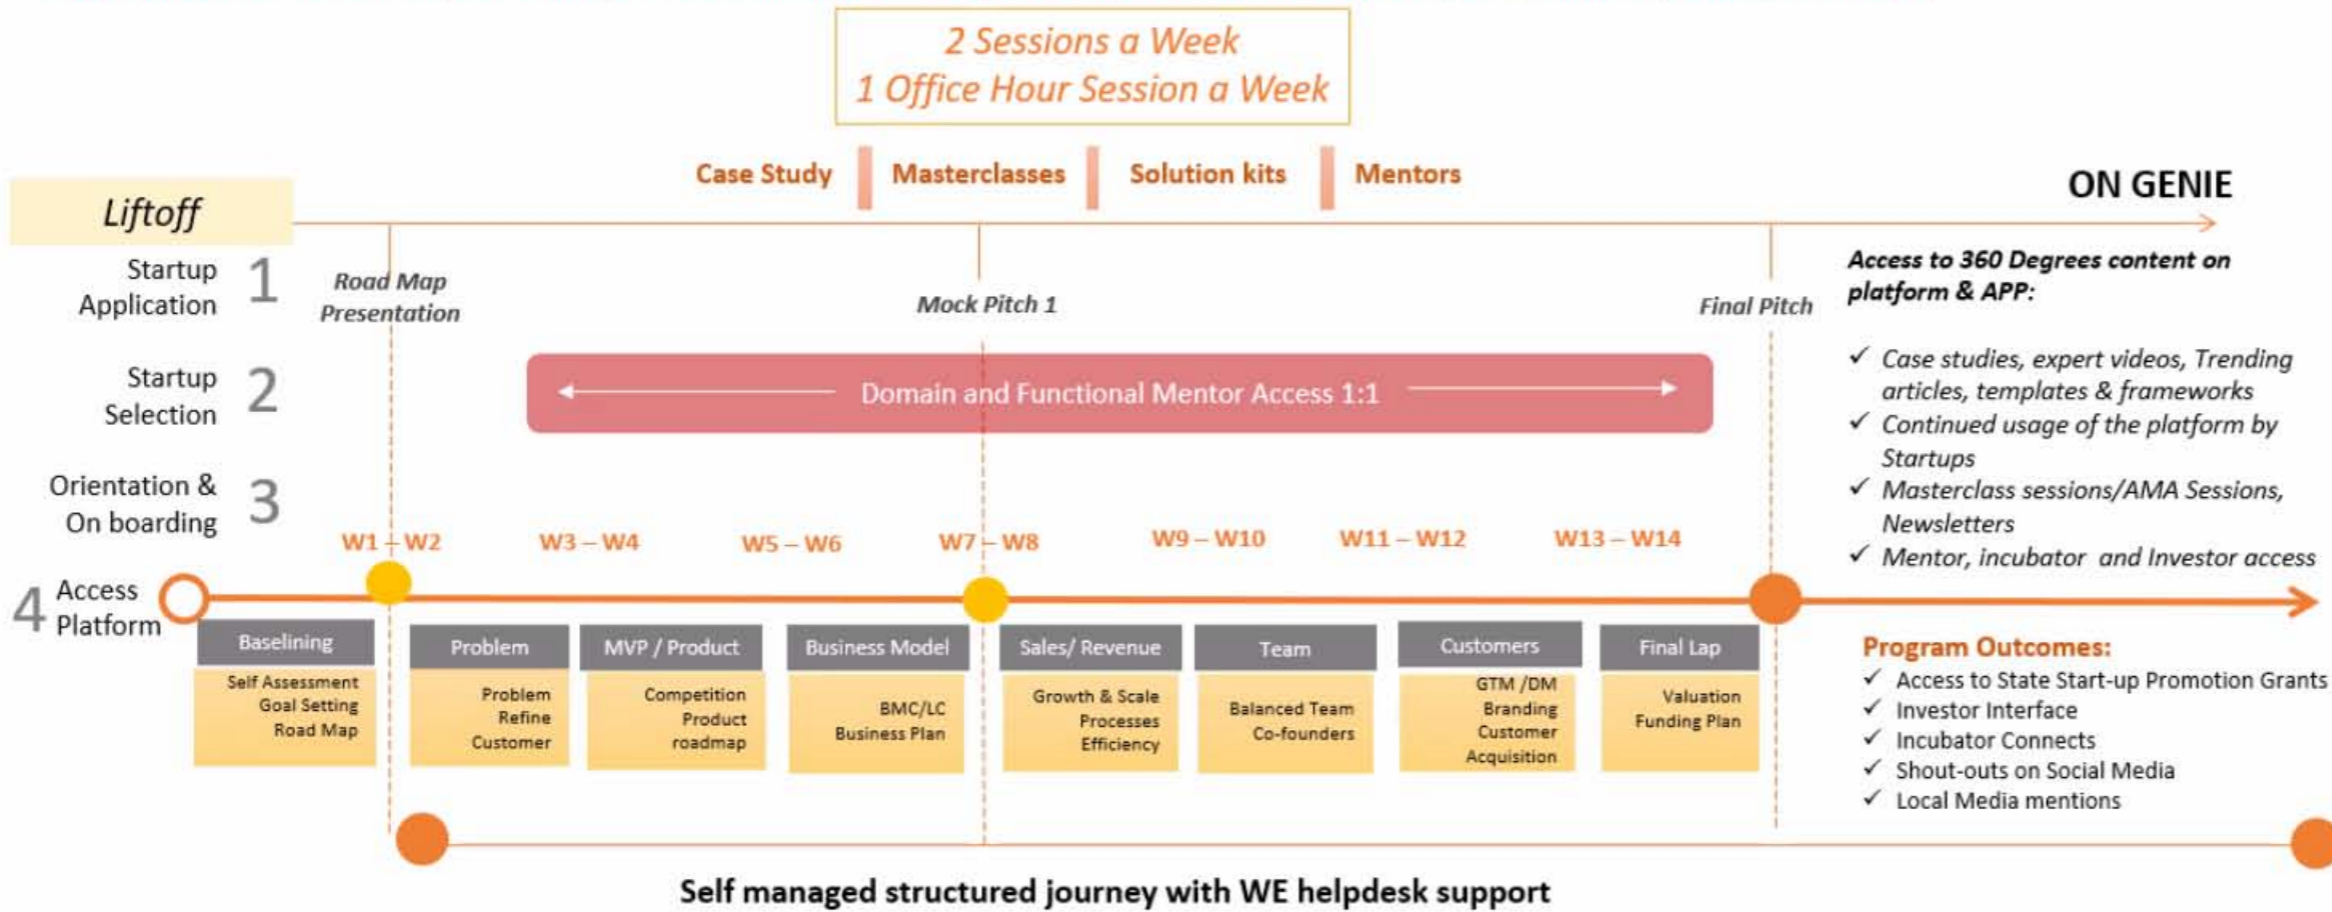 2 Sessions a Week
1 Office Hour Session a Week
Case Study
Masterclasses
Solution kits
Mentors
ON GENIE
Liftoff
Startup
Application
1
Startup
Selection
2
Orientation &
On boarding
3
4
Access
Platform
Road Map
Presentation
Mock Pitch 1
Final Pitch
Domain and Functional Mentor Access 1:1
W1 – W2
W3 – W4
W5 – W6
W7 – W8
W9 – W10
W11 – W12
W13 – W14
Baselining
Self Assessment
Goal Setting
Road Map
Problem
Problem
Refine
Customer
MVP / Product
Competition
Product
roadmap
Business Model
BMC/LC
Business Plan
Sales/ Revenue
Growth & Scale
Processes
Efficiency
Team
Balanced Team
Co-founders
Customers
GTM /DM
Branding
Customer
Acquisition
Final Lap
Valuation
Funding Plan
Access to 360 Degrees content on
platform & APP:
✓ Case studies, expert videos, Trending
articles, templates & frameworks
✓ Continued usage of the platform by
Startups
✓ Masterclass sessions/AMA Sessions,
Newsletters
✓ Mentor, incubator and Investor access
Program Outcomes:
✓ Access to State Start-up Promotion Grants
✓ Investor Interface
✓ Incubator Connects
✓ Shout-outs on Social Media
✓ Local Media mentions
Self managed structured journey with WE helpdesk support